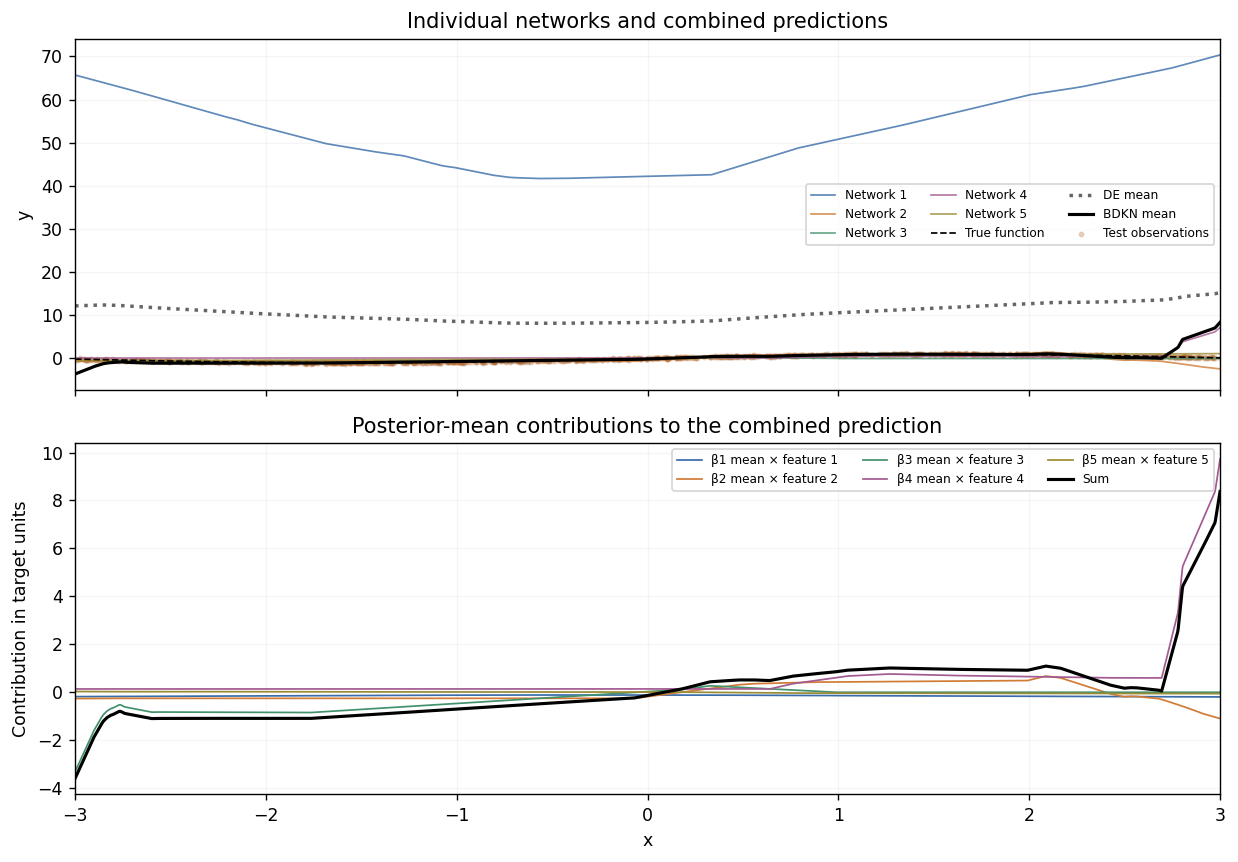 Individual networks and combined predictions
70
60
50
40
30
20
10
0
y
Network 1
Network 2
Network 3
Network 4
Network 5
True function
DE mean
BDKN mean
Test observations
Posterior-mean contributions to the combined prediction
10
8
6
4
2
0
−2
−4
Contribution in target units
β1 mean × feature 1
β2 mean × feature 2
β3 mean × feature 3
β4 mean × feature 4
β5 mean × feature 5
Sum
−3
−2
−1
0
1
2
3
x